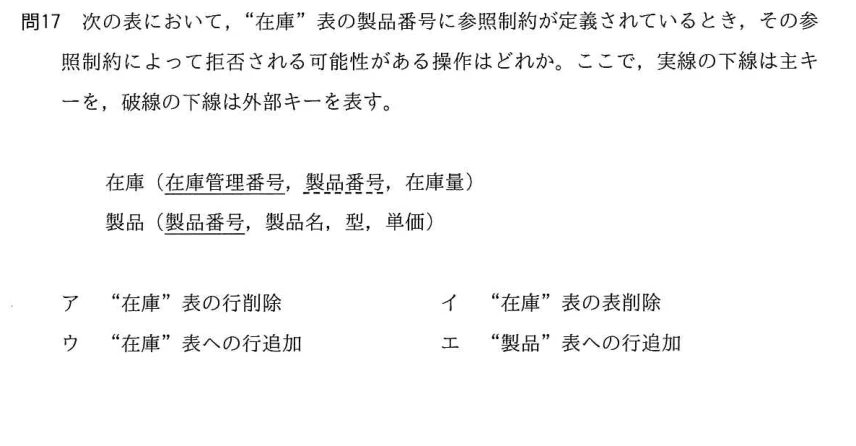 問17 次の表において，“在庫”表の製品番号に参照制約が定義されているとき，その参
照制約によって拒否される可能性がある操作はどれか。ここで，実線の下線は主キ
ーを，破線の下線は外部キーを表す。
在庫（在庫管理番号，製品番号，在庫量）
製品（製品番号，製品名，型，単価）
ア “在庫”表の行削除 イ “在庫”表の表削除
ウ “在庫”表への行追加 エ “製品”表への行追加